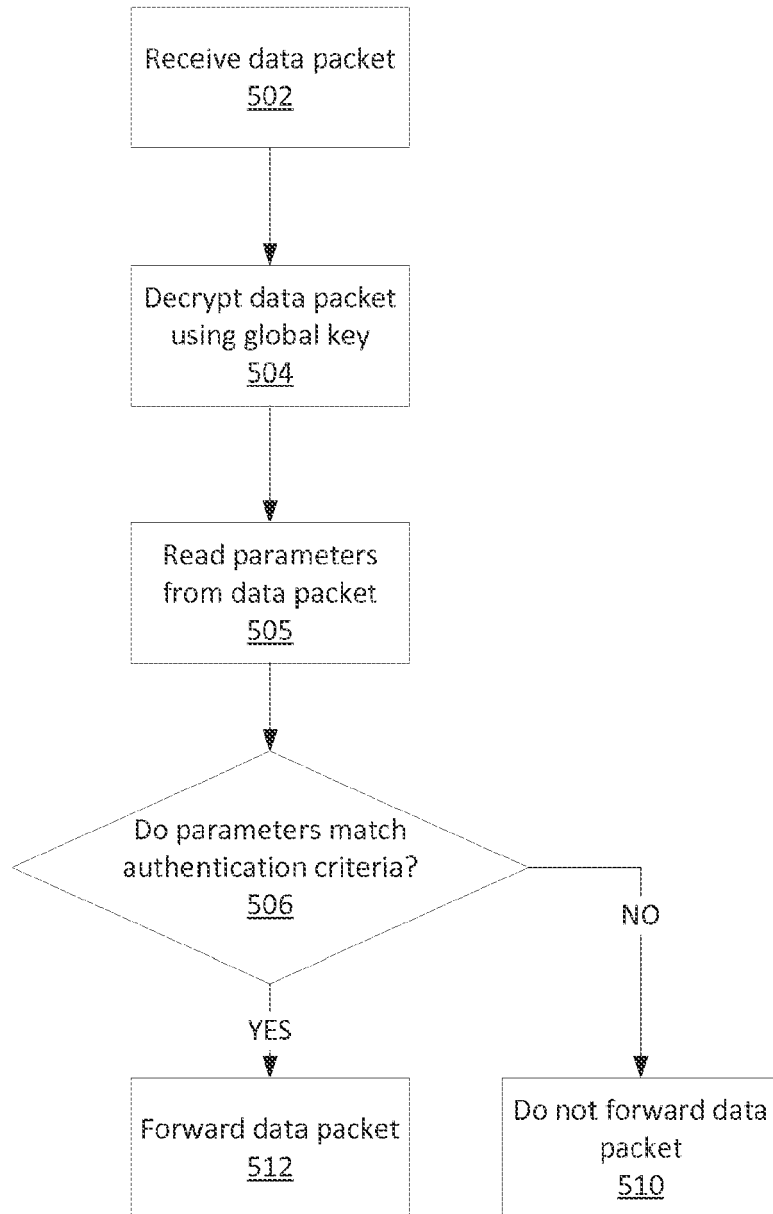 Receive data packet
502
Decrypt data packet
using global key
504
Read parameters
from data packet
505
Do parameters match
authentication criteria?
506
NO
YES
Forward data packet
512
Do not forward data
packet
510